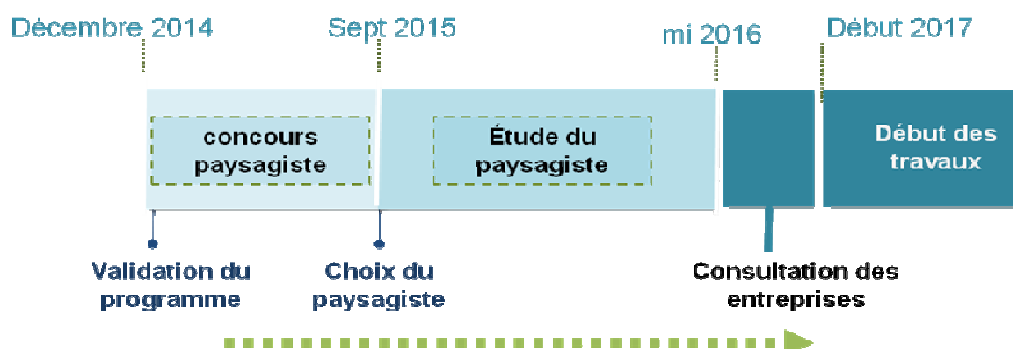 Décembre 2014
Sept 2015
mi 2016
Début 2017
concours
paysagiste
Étude du
paysagiste
Début des
travaux
Validation du
programme
Choix du
paysagiste
Consultation des
entreprises